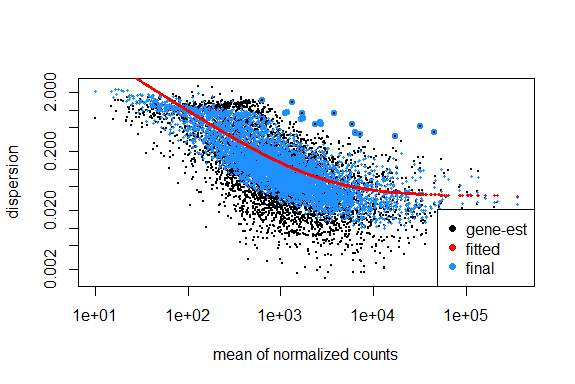 dispersion
2.000
0.200
0.020
0.002
gene-est
fitted
final
1e+01 1e+02 1e+03 1e+04 1e+05
mean of normalized counts